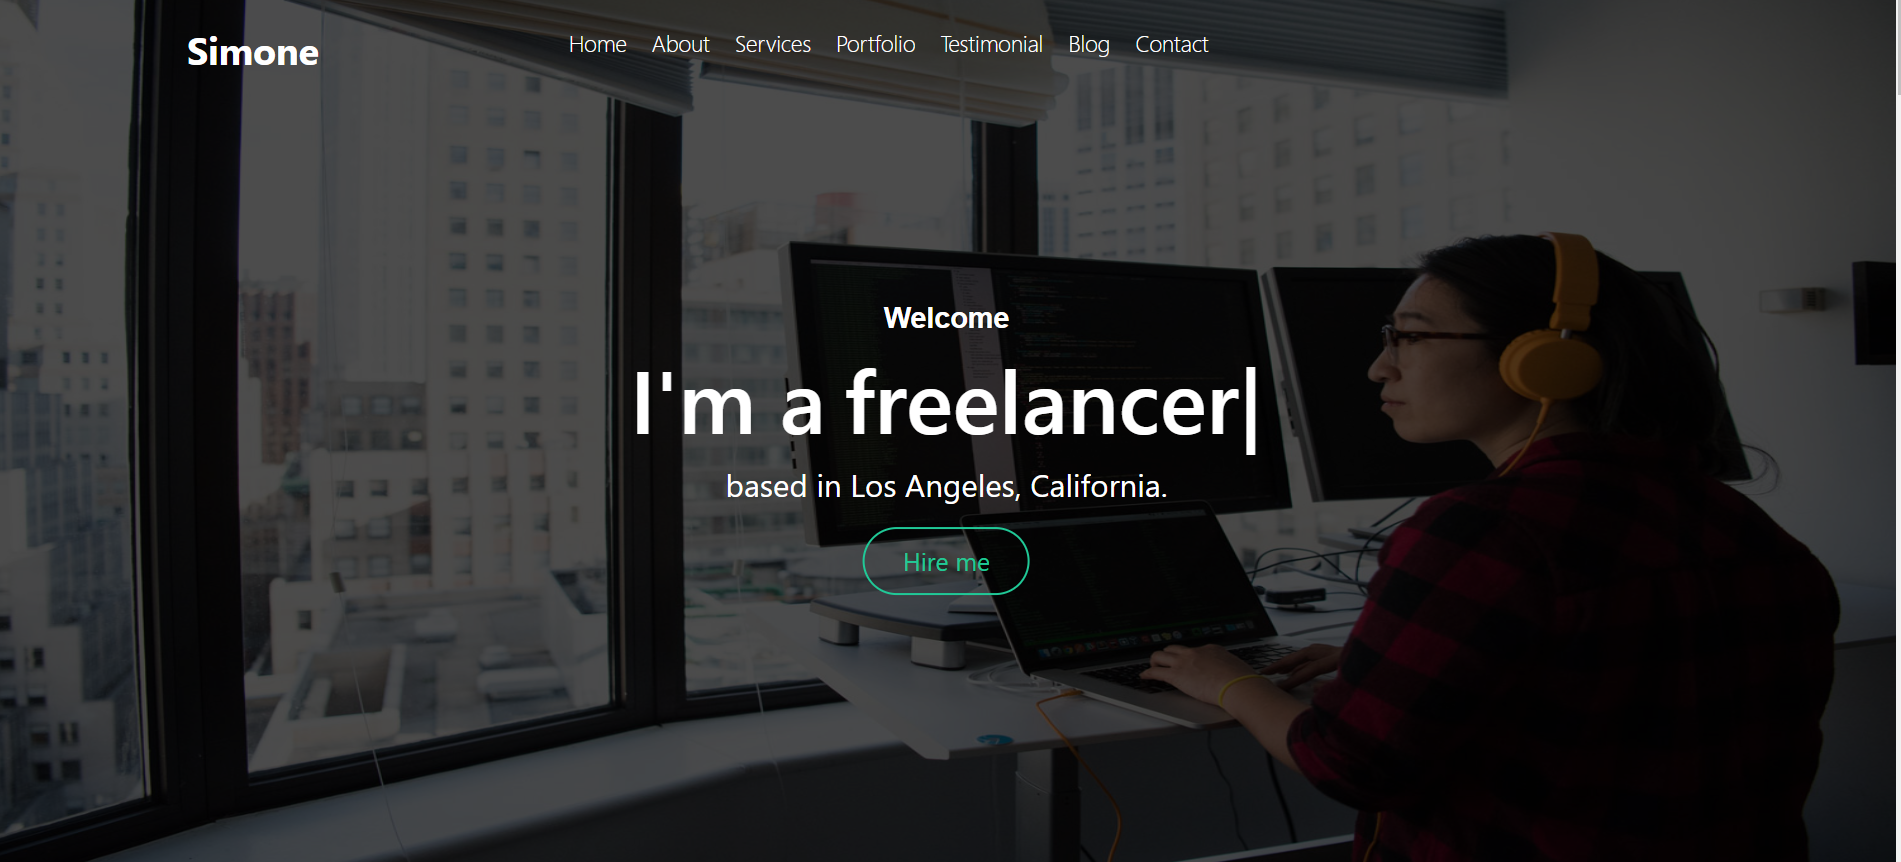 Simone
Home About Services Portfolio Testimonial Blog Contact
Welcome
I'm a freelancer|
based in Los Angeles, California.
Hire me